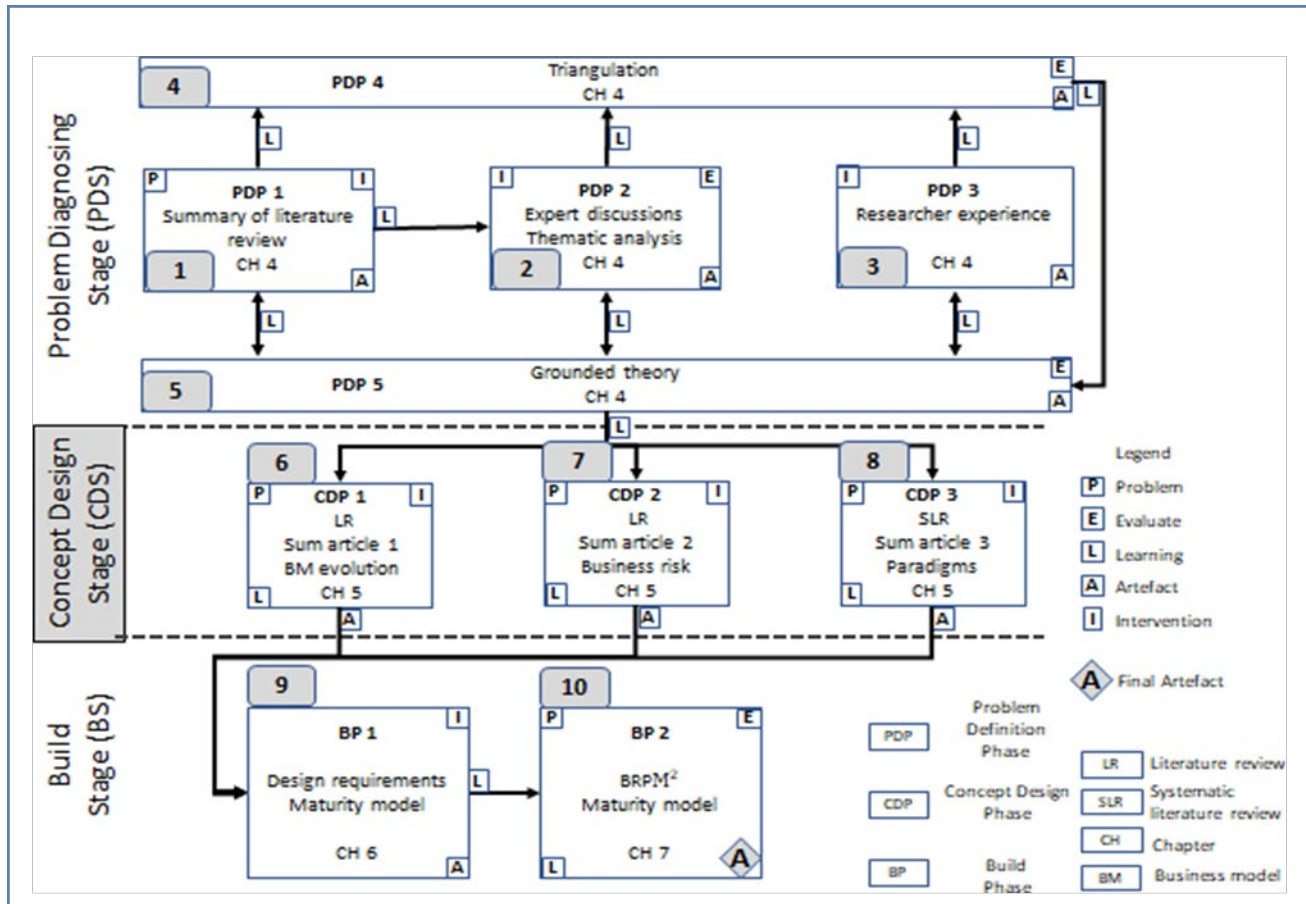 Problem Diagnosing
Stage (PDS)
4
PDP 4
Triangulation
CH 4
E
A
L
L
L
L
P
I
PDP 1
Summary of literature
review
CH 4
1
A
L
I
E
PDP 2
Expert discussions
Thematic analysis
CH 4
2
A
I
PDP 3
Researcher experience
CH 4
3
A
L
L
L
5
PDP 5
Grounded theory
CH 4
E
A
L
Concept Design
Stage (CDS)
6
P
I
CDP 1
LR
Sum article 1
BM evolution
CH 5
L
A
7
P
I
CDP 2
LR
Sum article 2
Business risk
CH 5
L
A
8
P
I
CDP 3
SLR
Sum article 3
Paradigms
CH 5
L
A
Build
Stage (BS)
9
I
BP 1
Design requirements
Maturity model
CH 6
A
L
10
P
E
BP 2
BRPM²
Maturity model
CH 7
L
A
Legend
P Problem
E Evaluate
L Learning
A Artefact
I Intervention
A Final Artefact
PDP
Problem
Definition
Phase
CDP
Concept Design
Phase
BP
Build
Phase
LR Literature review
SLR
Systematic
literature review
CH Chapter
BM Business model